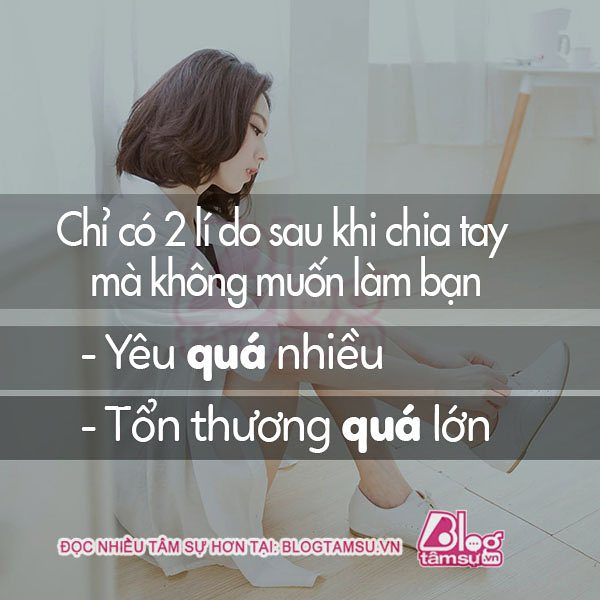 Chỉ có 2 lí do sau khi chia tay
mà không muốn làm bạn
- Yêu quá nhiều
- Tổn thương quá lớn
ĐỌC NHIỀU TÂM SỰ HƠN TẠI: BLOGTAMSU.VN
Blog
tâmsự.vn